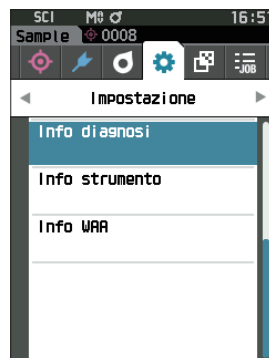 SCI M0 16:5
Sample 0008
-JOB
Impostazione
Info diagnosi
Info strumento
Info WAA